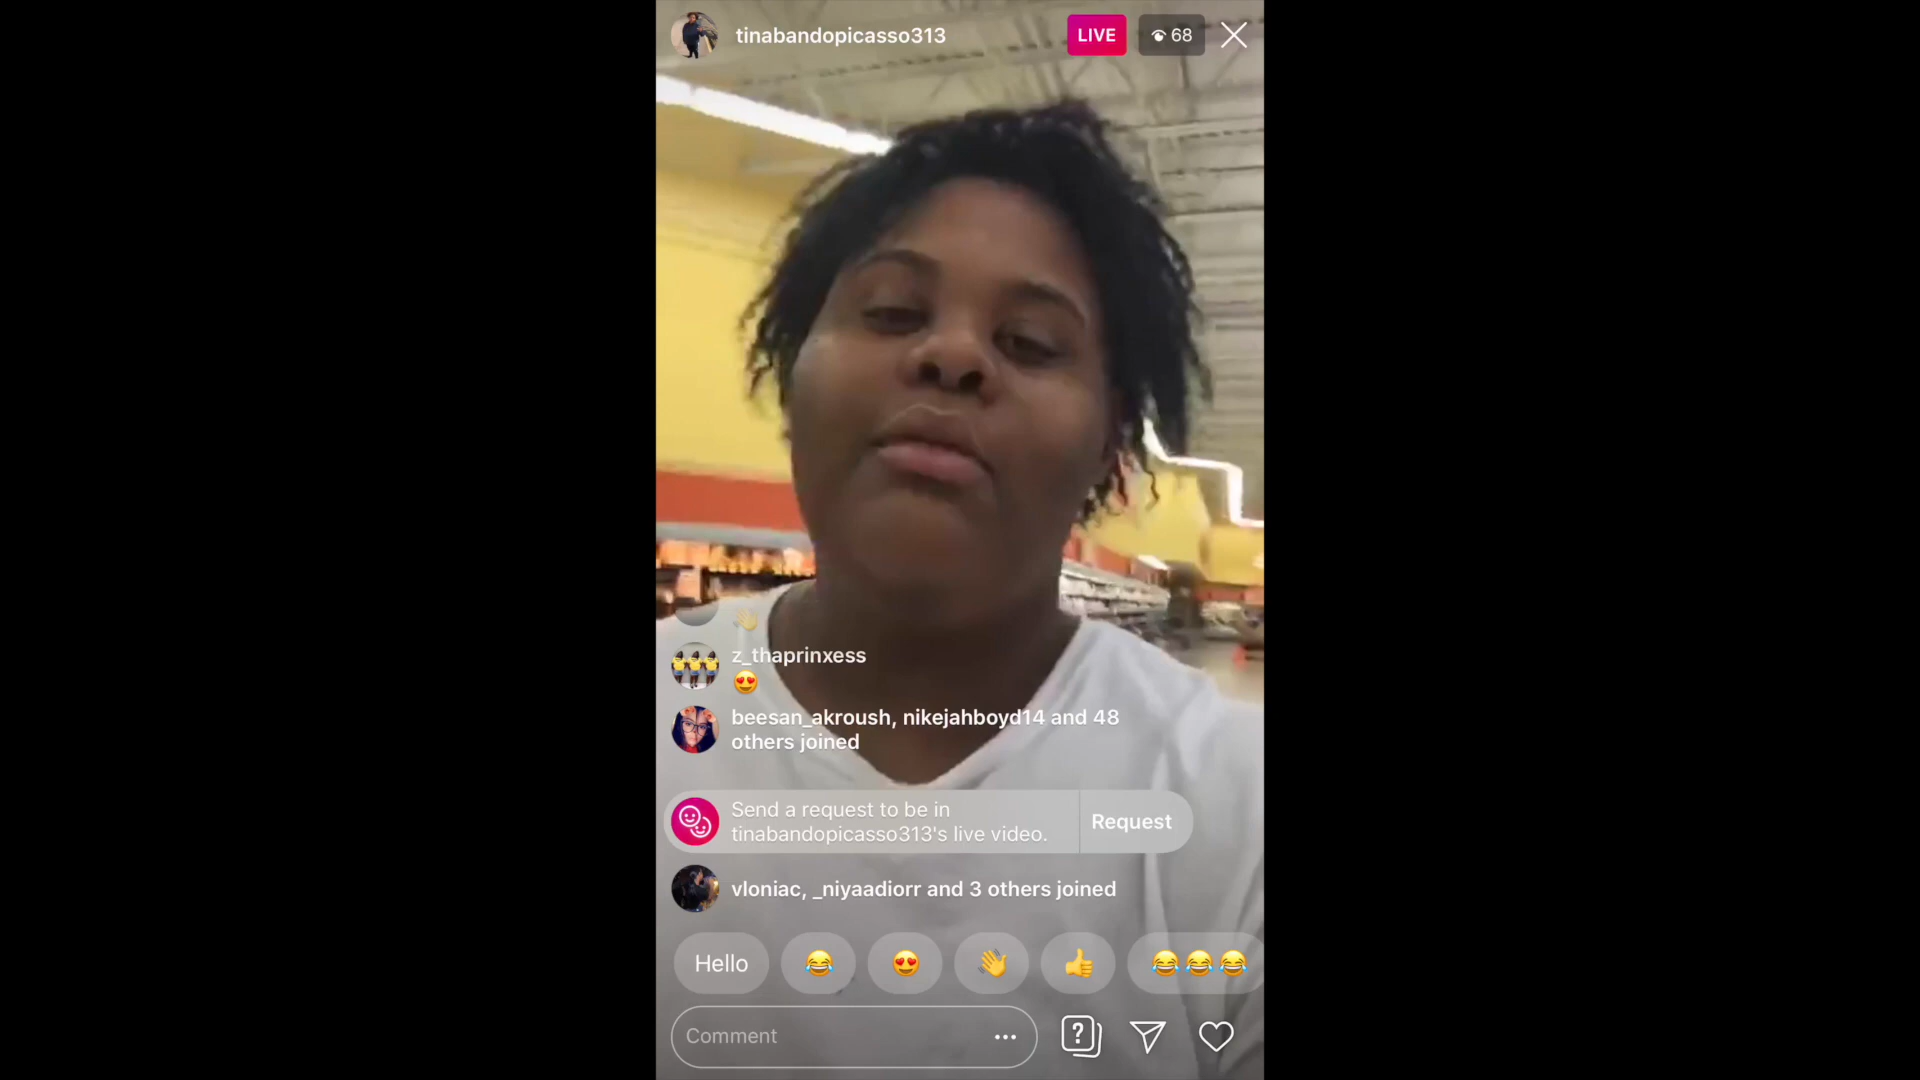 tinabandopicasso313
LIVE
68
z_thaprinxess
beesan_akroush, nikejahboyd14 and 48
others joined
Send a request to be in
tinabandopicasso313's live video.
Request
vloniac, _niyaadiorr and 3 others joined
Hello
Comment